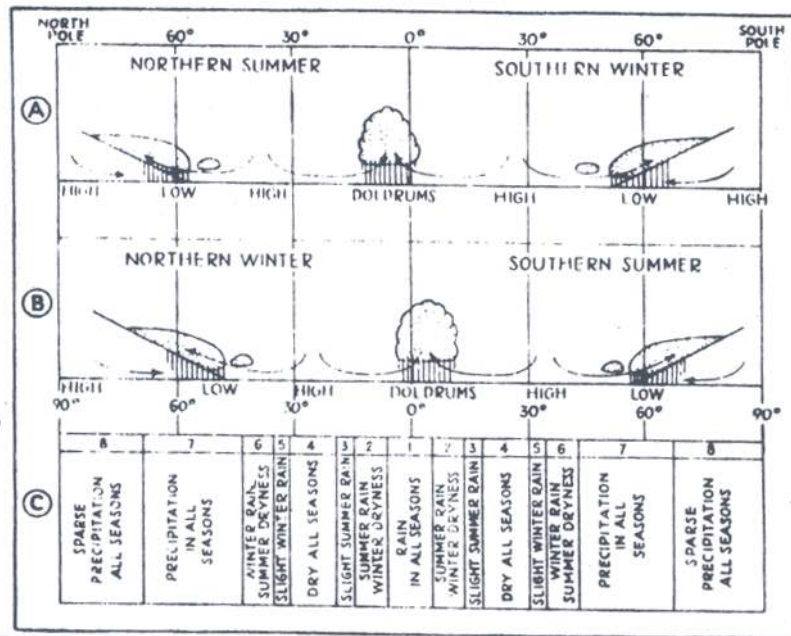 NORTH POLE 60° 30° 0° 30° 60° SOUTH POLE
NORTHERN SUMMER SOUTHERN WINTER
A
HIGH LOW HIGH DOLDRUMS HIGH LOW HIGH
NORTHERN WINTER SOUTHERN SUMMER
B
HIGH LOW HIGH DOLDRUMS HIGH LOW HIGH
90° 60° 30° 0° 30° 60° 90°
8 7 6 5 4 3 2 1 2 3 4 5 6 7 8
C
SPARSE
PRECIPITATION
ALL SEASONS
PRECIPITATION
IN ALL
SEASONS
WINTER RAIN
SUMMER DRYNESS
SLIGHT WINTER RAIN
DRY ALL SEASONS
SLIGHT SUMMER RAIN
SUMMER RAIN
WINTER DRYNESS
RAIN
IN ALL SEASONS
SUMMER RAIN
WINTER DRYNESS
SLIGHT SUMMER RAIN
DRY ALL SEASONS
SLIGHT WINTER RAIN
WINTER RAIN
SUMMER DRYNESS
PRECIPITATION
IN ALL
SEASONS
SPARSE
PRECIPITATION
ALL SEASONS